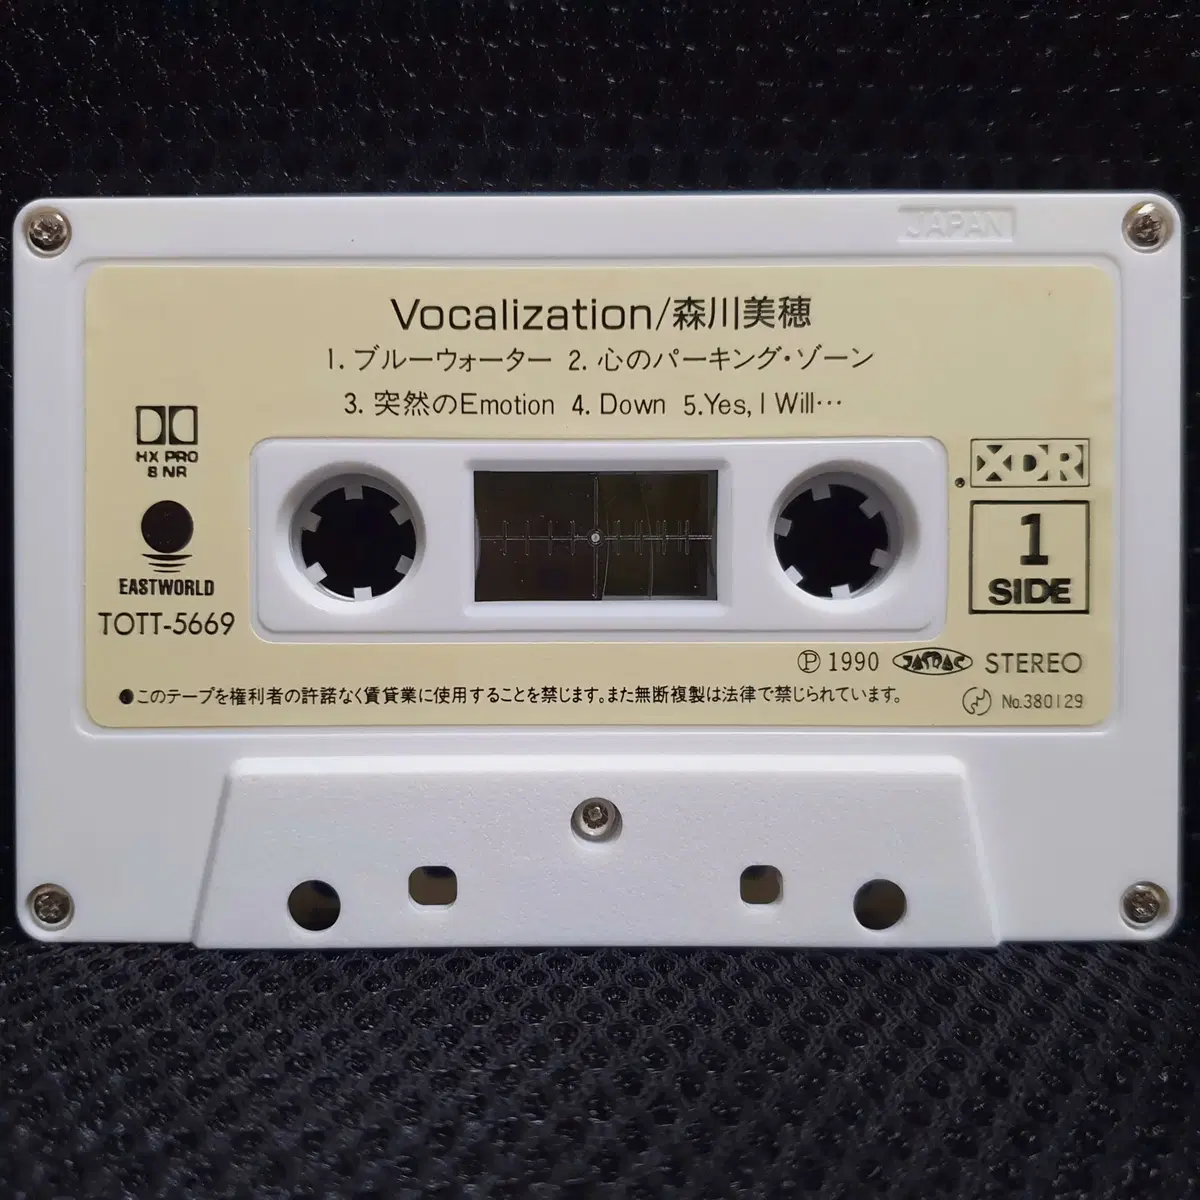 JAPAN
Vocalization/森川美穂
1. ブルーウォーター 2. 心のパーキング・ゾーン
3. 突然のEmotion 4. Down 5.Yes, I Will…
HX PRO
B NR
XDR
1
SIDE
EASTWORLD
TOTT-5669
Ⓟ 1990 JASRAC STEREO
●このテープを権利者の許諾なく賃貸業に使用することを禁じます。また無断複製は法律で禁じられています。
No.380129